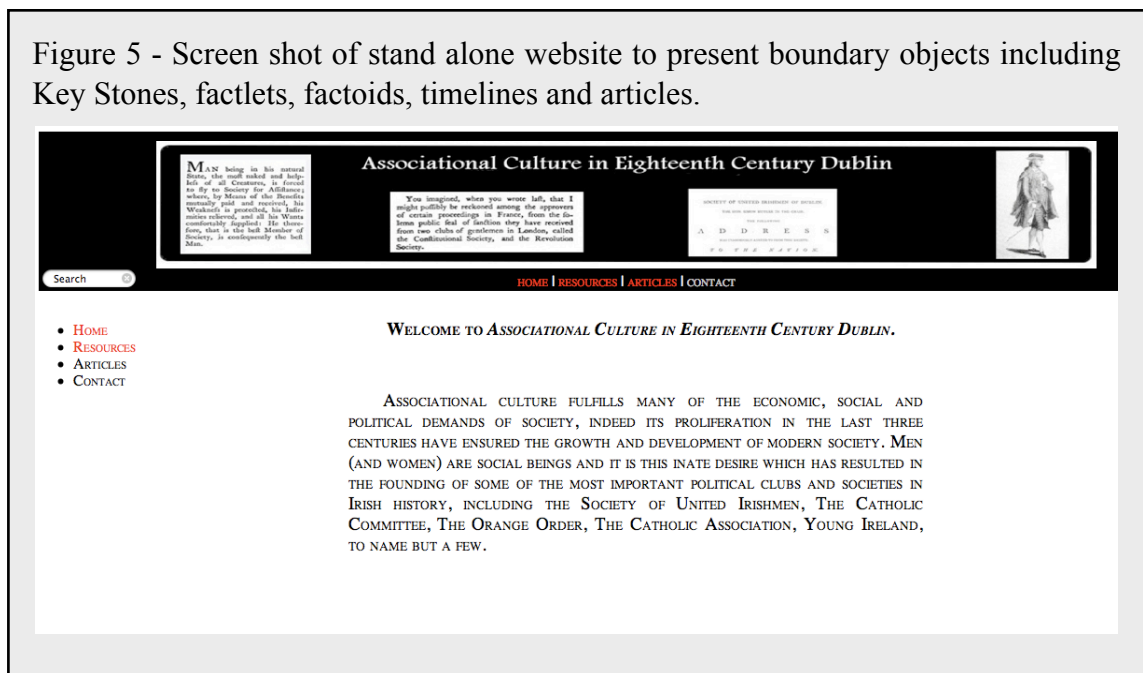 Figure 5 - Screen shot of stand alone website to present boundary objects including
Key Stones, factlets, factoids, timelines and articles.
Associational Culture in Eighteenth Century Dublin
MAN being in his natural
State, the moſt naked and help-
leſs of all Creatures, is forced
to fly to Society for Aſſiſtance;
where, by Means of the Benefits
mutually paid and received, his
Weakneſs is protected, his Infir-
mities relieved, and all his Wants
comfortably ſupplied: He there-
fore, that is the beſt Member of
Society, is conſequently the beſt
Man.
You imagined, when you wrote laſt, that I
might poſſibly be reckoned among the approvers
of certain proceedings in France, from the ſo-
lemn public ſeal of ſanction they have received
from two clubs of gentlemen in London, called
the Conſtitutional Society, and the Revolution
Society.
SOCIETY OF UNITED IRISHMEN OF DUBLIN.
ADDRESS
TO THE NATION
Search
HOME | RESOURCES | ARTICLES | CONTACT
• HOME
• RESOURCES
• ARTICLES
• CONTACT
WELCOME TO ASSOCIATIONAL CULTURE IN EIGHTEENTH CENTURY DUBLIN.
ASSOCIATIONAL CULTURE FULFILLS MANY OF THE ECONOMIC, SOCIAL AND
POLITICAL DEMANDS OF SOCIETY, INDEED ITS PROLIFERATION IN THE LAST THREE
CENTURIES HAVE ENSURED THE GROWTH AND DEVELOPMENT OF MODERN SOCIETY. MEN
(AND WOMEN) ARE SOCIAL BEINGS AND IT IS THIS INATE DESIRE WHICH HAS RESULTED IN
THE FOUNDING OF SOME OF THE MOST IMPORTANT POLITICAL CLUBS AND SOCIETIES IN
IRISH HISTORY, INCLUDING THE SOCIETY OF UNITED IRISHMEN, THE CATHOLIC
COMMITTEE, THE ORANGE ORDER, THE CATHOLIC ASSOCIATION, YOUNG IRELAND,
TO NAME BUT A FEW.